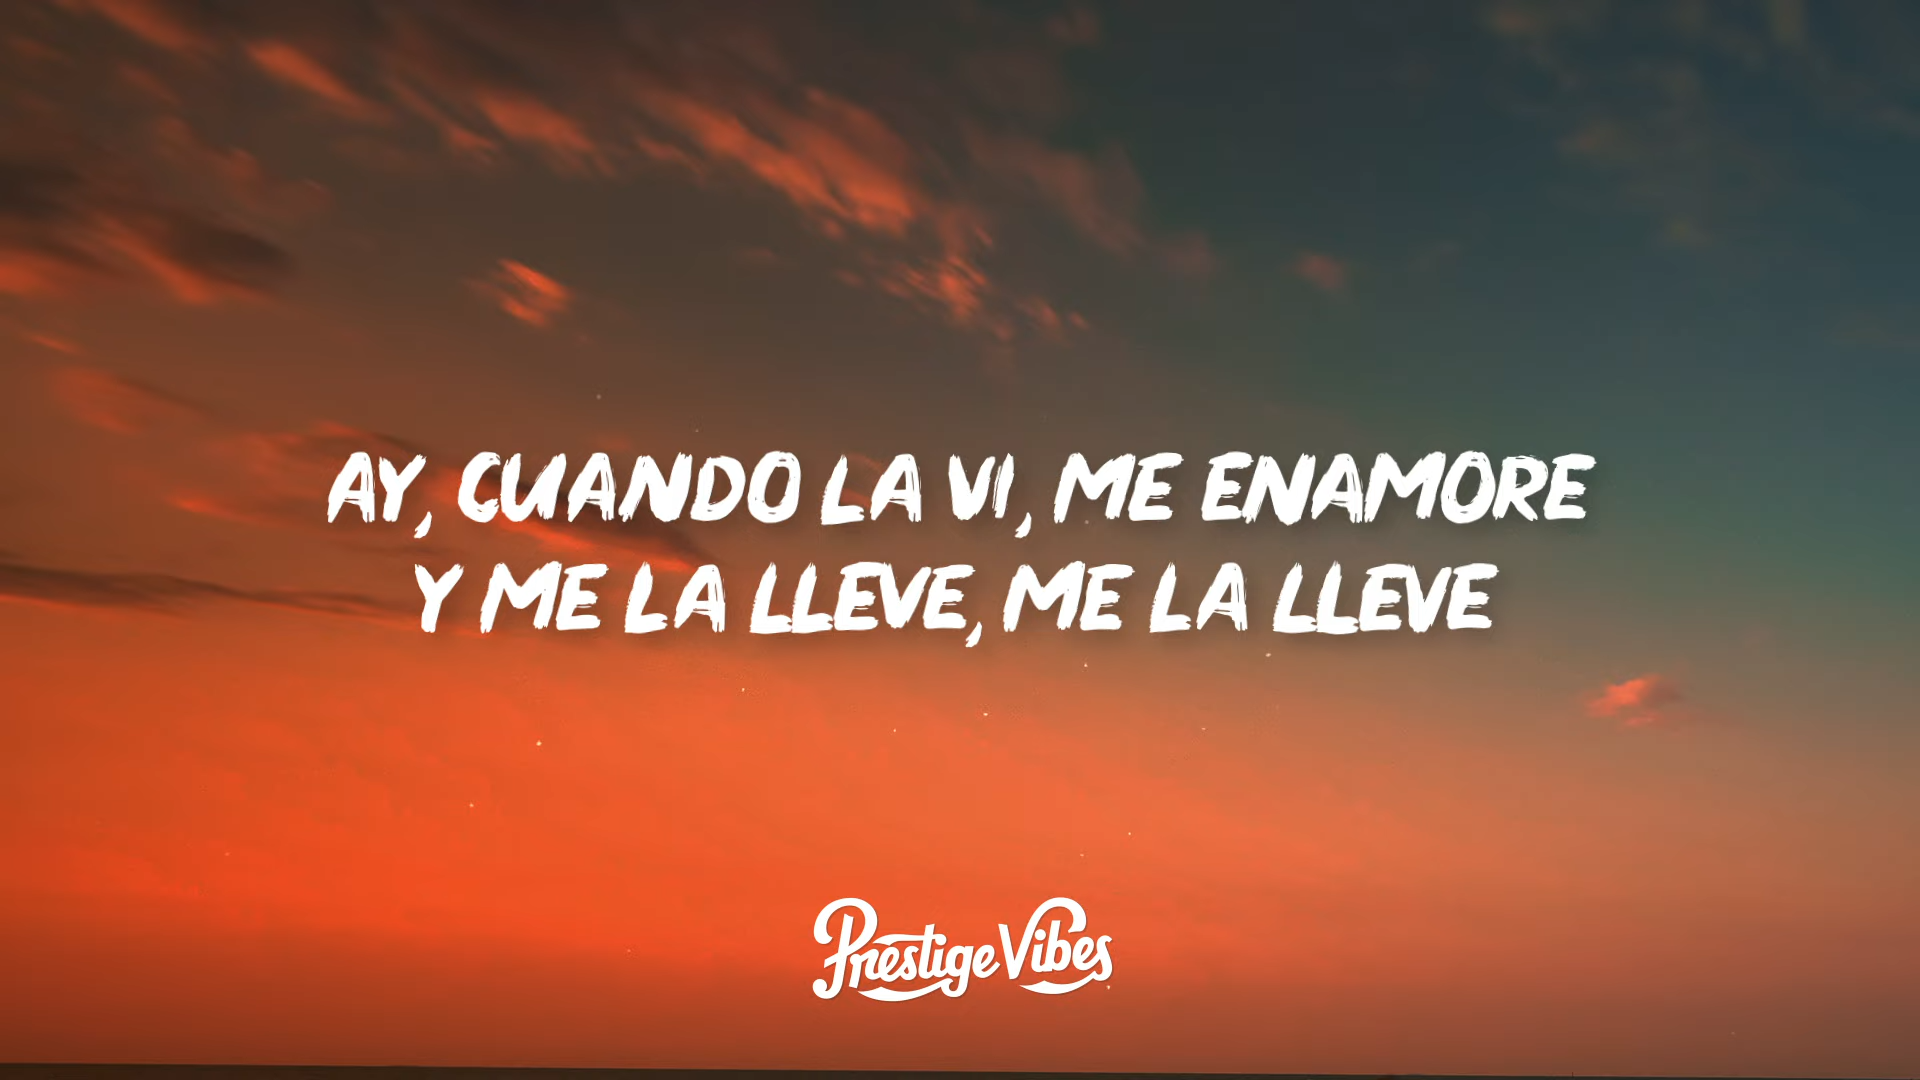 AY, CUANDO LA VI, ME ENAMORE
Y ME LA LLEVE, ME LA LLEVE
Prestige Vibes